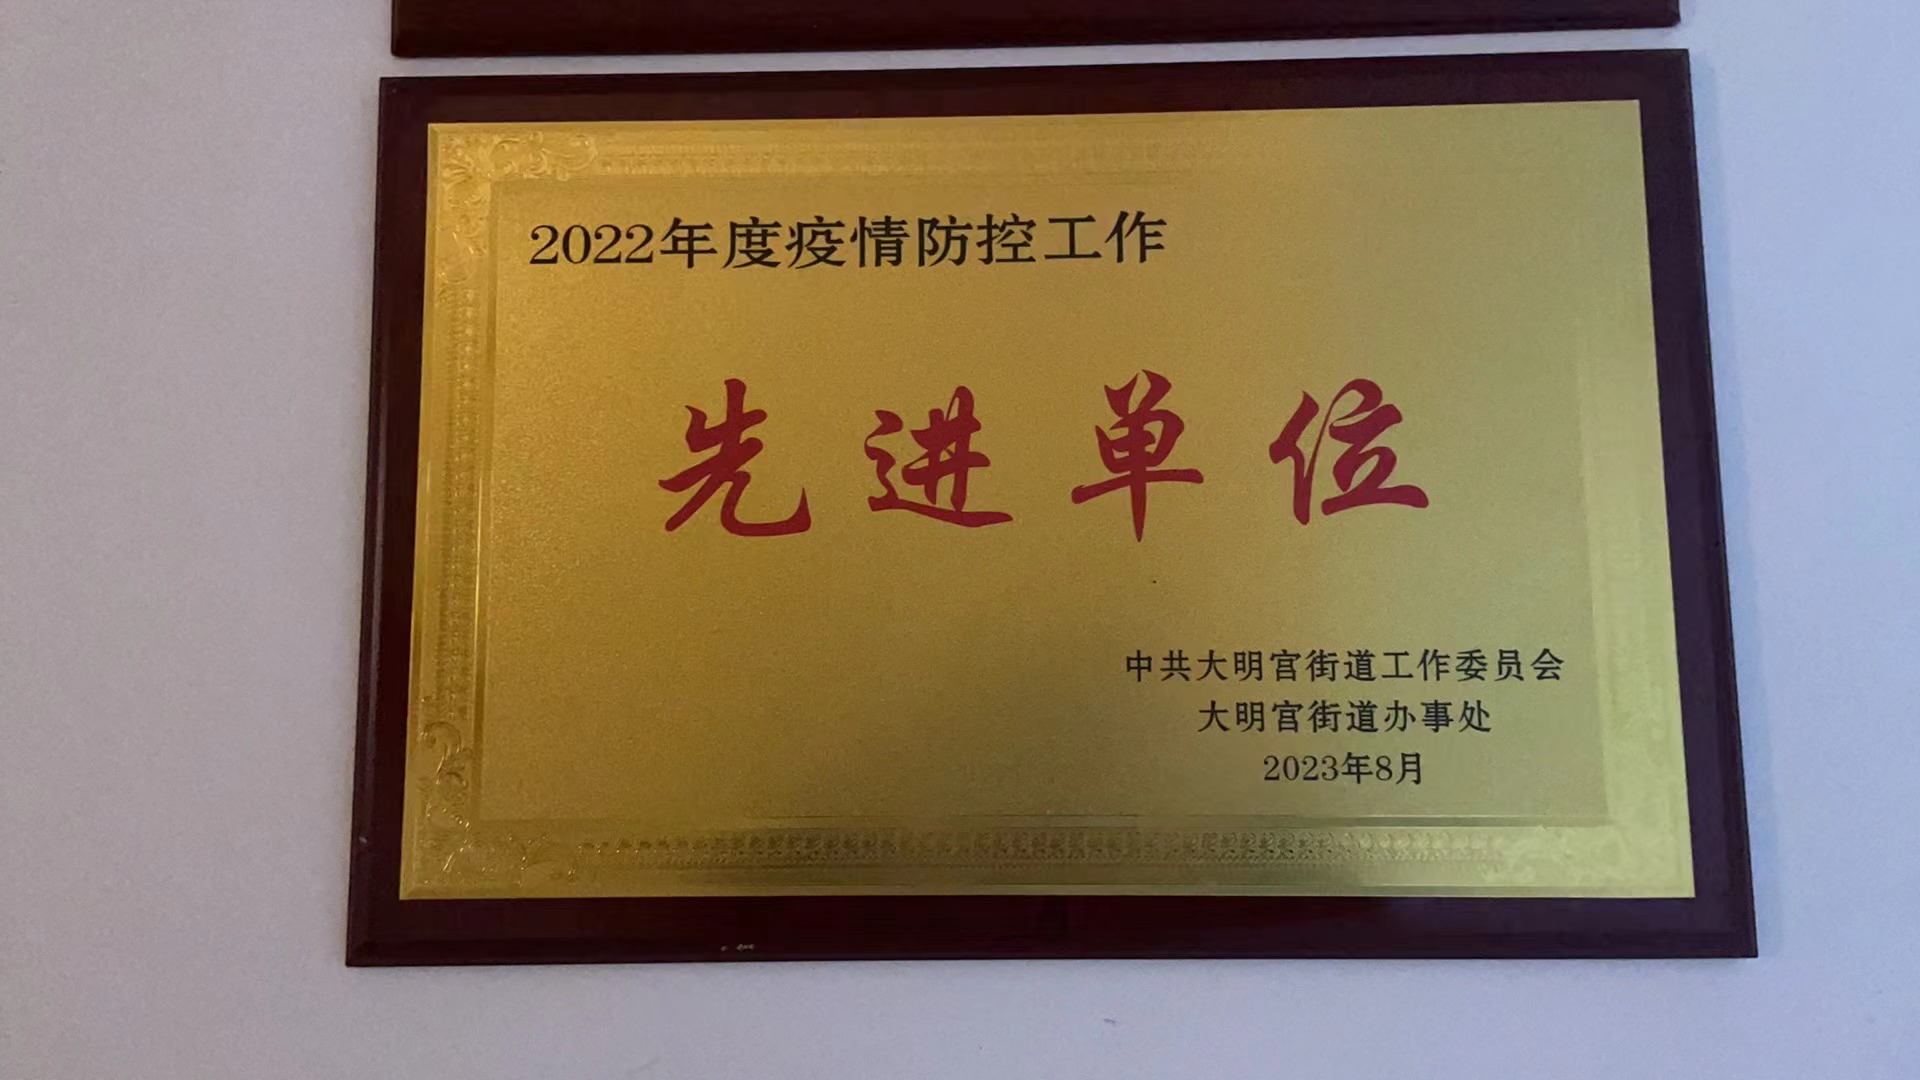 2022年度疫情防控工作
先进单位
中共大明宫街道工作委员会
大明宫街道办事处
2023年8月